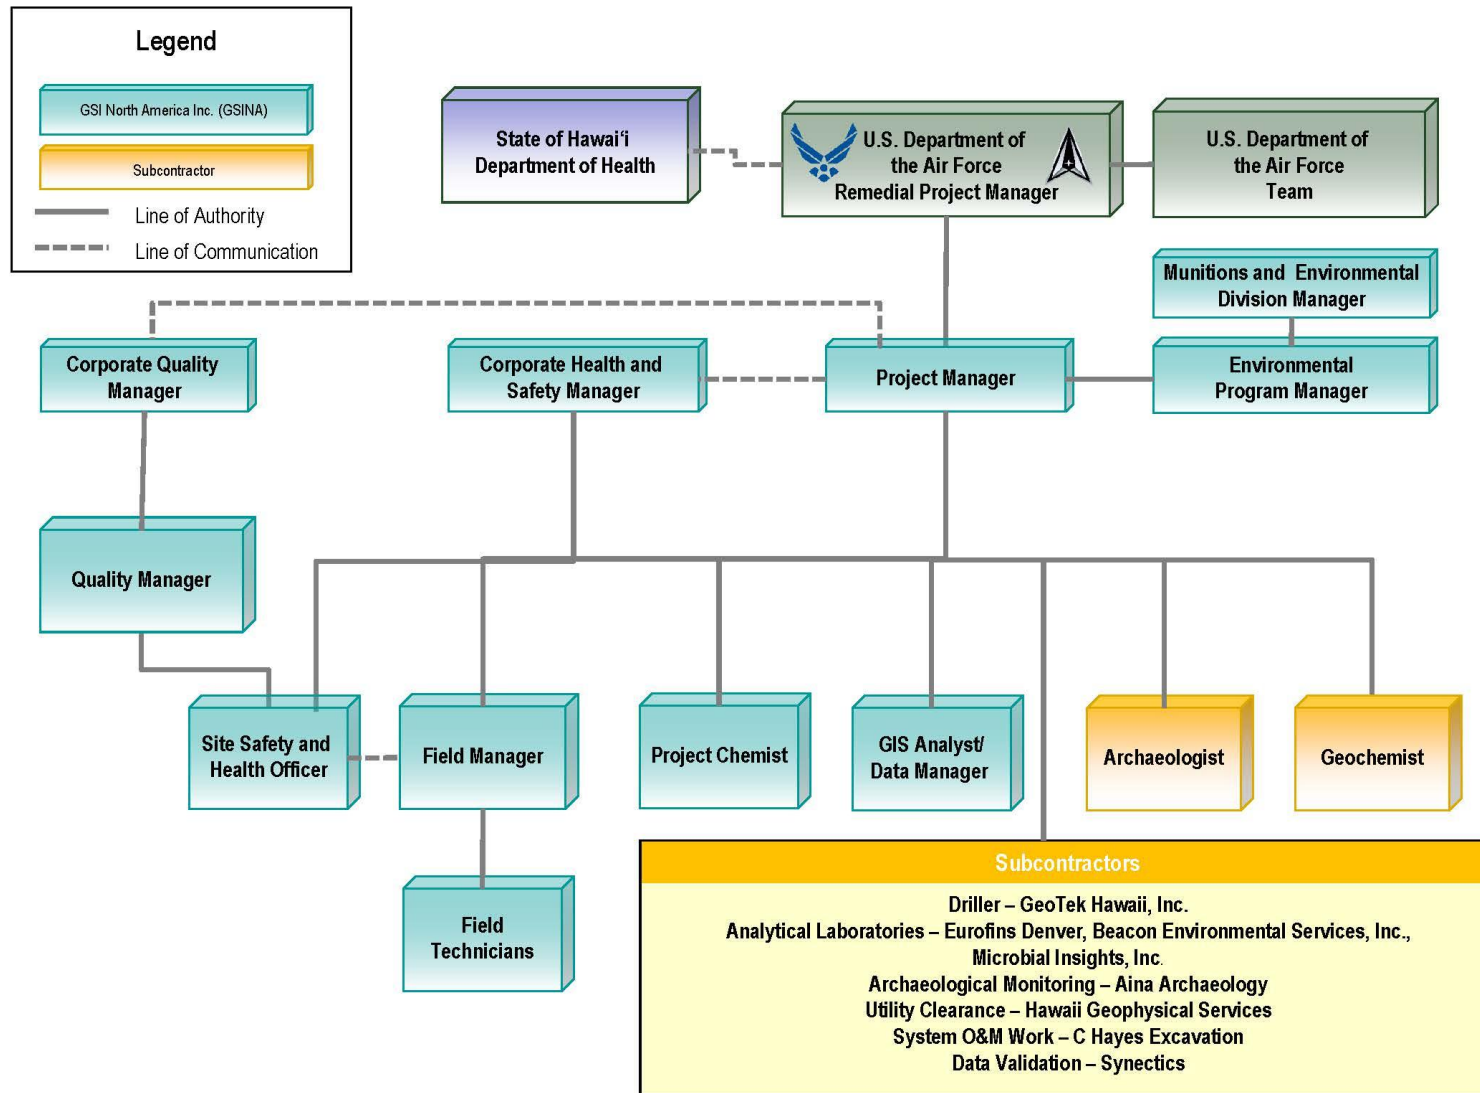 Legend
GSI North America Inc. (GSINA)
Subcontractor
Line of Authority
Line of Communication
State of Hawai‘i
Department of Health
U.S. Department of
the Air Force
Remedial Project Manager
U.S. Department of
the Air Force
Team
Munitions and Environmental
Division Manager
Corporate Quality
Manager
Corporate Health and
Safety Manager
Project Manager
Environmental
Program Manager
Quality Manager
Site Safety and
Health Officer
Field Manager
Project Chemist
GIS Analyst/
Data Manager
Archaeologist
Geochemist
Field
Technicians
Subcontractors
Driller – GeoTek Hawaii, Inc.
Analytical Laboratories – Eurofins Denver, Beacon Environmental Services, Inc.,
Microbial Insights, Inc.
Archaeological Monitoring – Aina Archaeology
Utility Clearance – Hawaii Geophysical Services
System O&M Work – C Hayes Excavation
Data Validation – Synectics